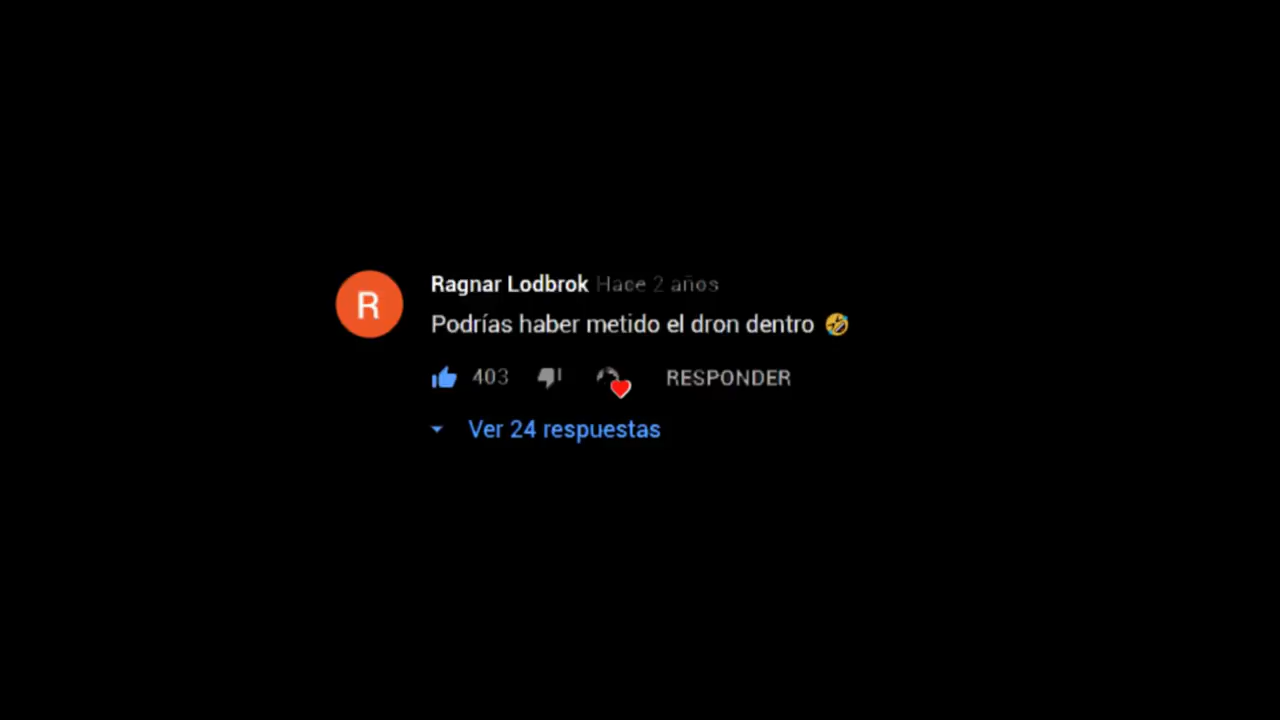 R
Ragnar Lodbrok Hace 2 años
Podrías haber metido el dron dentro 🤣
403 RESPONDER
Ver 24 respuestas